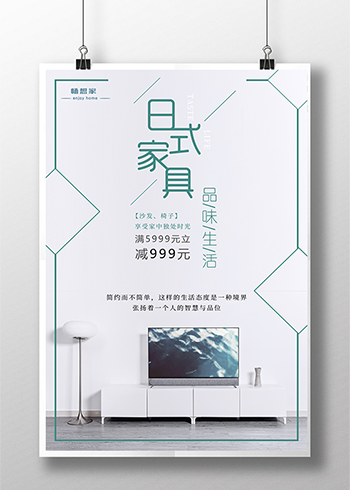 畅想家
enjoy home
TASTE LIFE
日式
家具
品/味/生/活
【沙发、椅子】
享受家中独处时光
满5999元立
减999元
简约而不简单，这样的生活态度是一种境界
张扬着一个人的智慧与品位